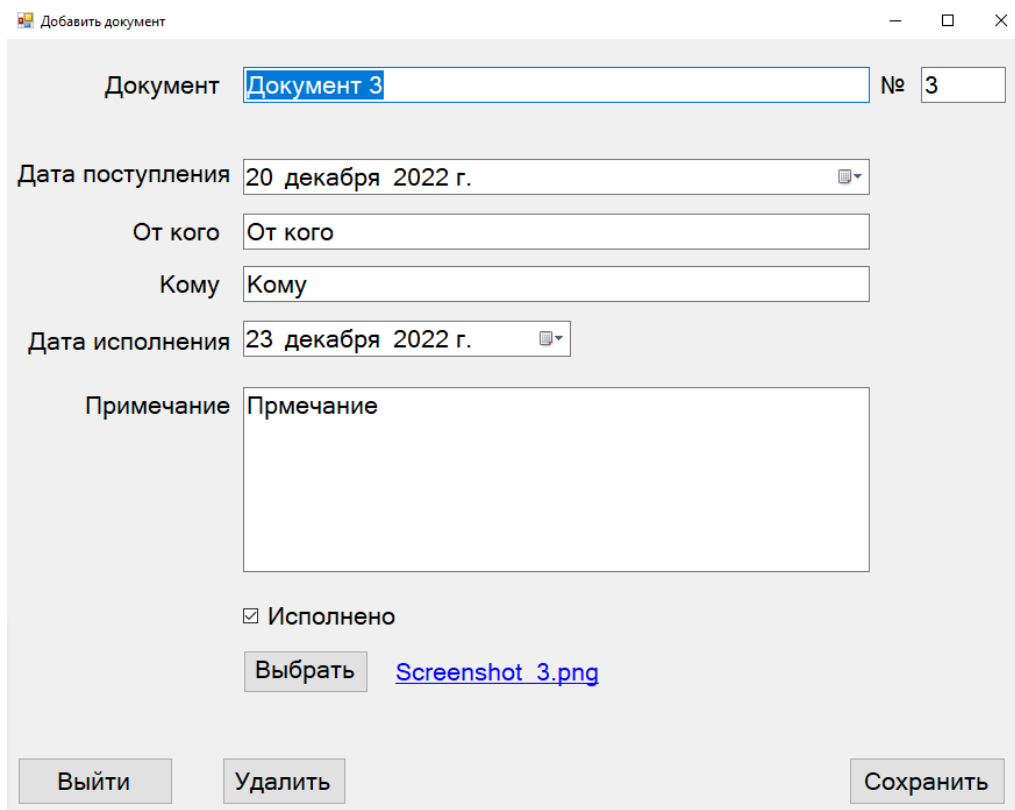 Добавить документ
Документ Документ 3 № 3
Дата поступления 20 декабря 2022 г.
От кого От кого
Кому Кому
Дата исполнения 23 декабря 2022 г.
Примечание Прмечание
Исполнено
Выбрать Screenshot_3.png
Выйти Удалить Сохранить